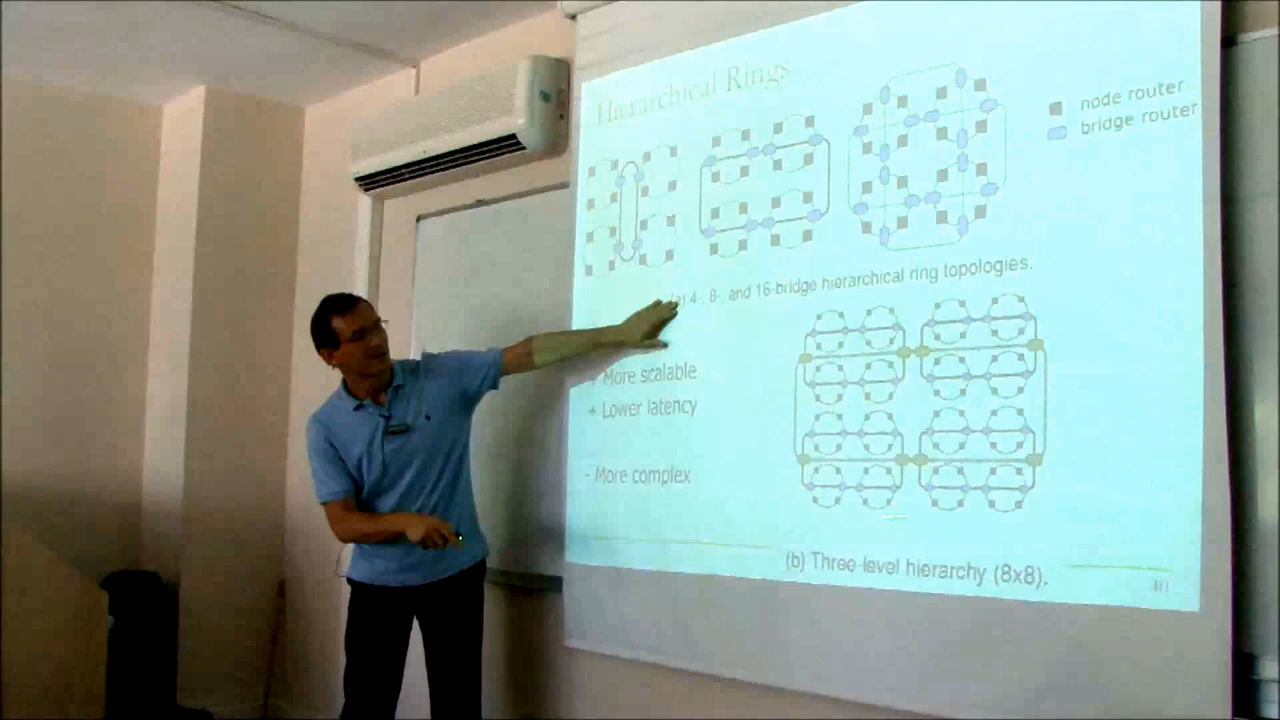 Hierarchical Rings
node router
bridge router
(a) 4-, 8-, and 16-bridge hierarchical ring topologies.
+ More scalable
+ Lower latency
- More complex
(b) Three-level hierarchy (8x8).